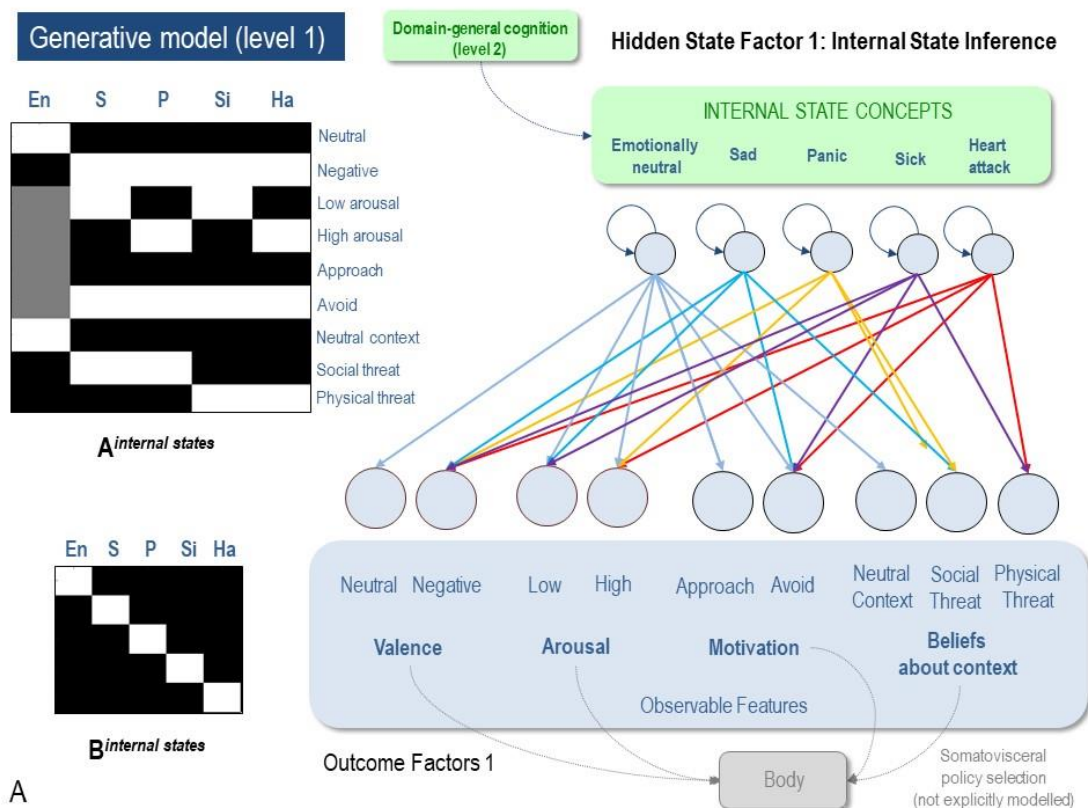 Generative model (level 1)
Domain-general cognition
(level 2)
Hidden State Factor 1: Internal State Inference
En S P Si Ha
Neutral
Negative
Low arousal
High arousal
Approach
Avoid
Neutral context
Social threat
Physical threat
A internal states
INTERNAL STATE CONCEPTS
Emotionally
neutral
Sad
Panic
Sick
Heart
attack
En S P Si Ha
B internal states
Neutral Negative
Low High
Approach Avoid
Neutral
Context
Social
Threat
Physical
Threat
Valence
Arousal
Motivation
Beliefs
about context
Observable Features
Outcome Factors 1
Body
Somatovisceral
policy selection
(not explicitly modelled)
A